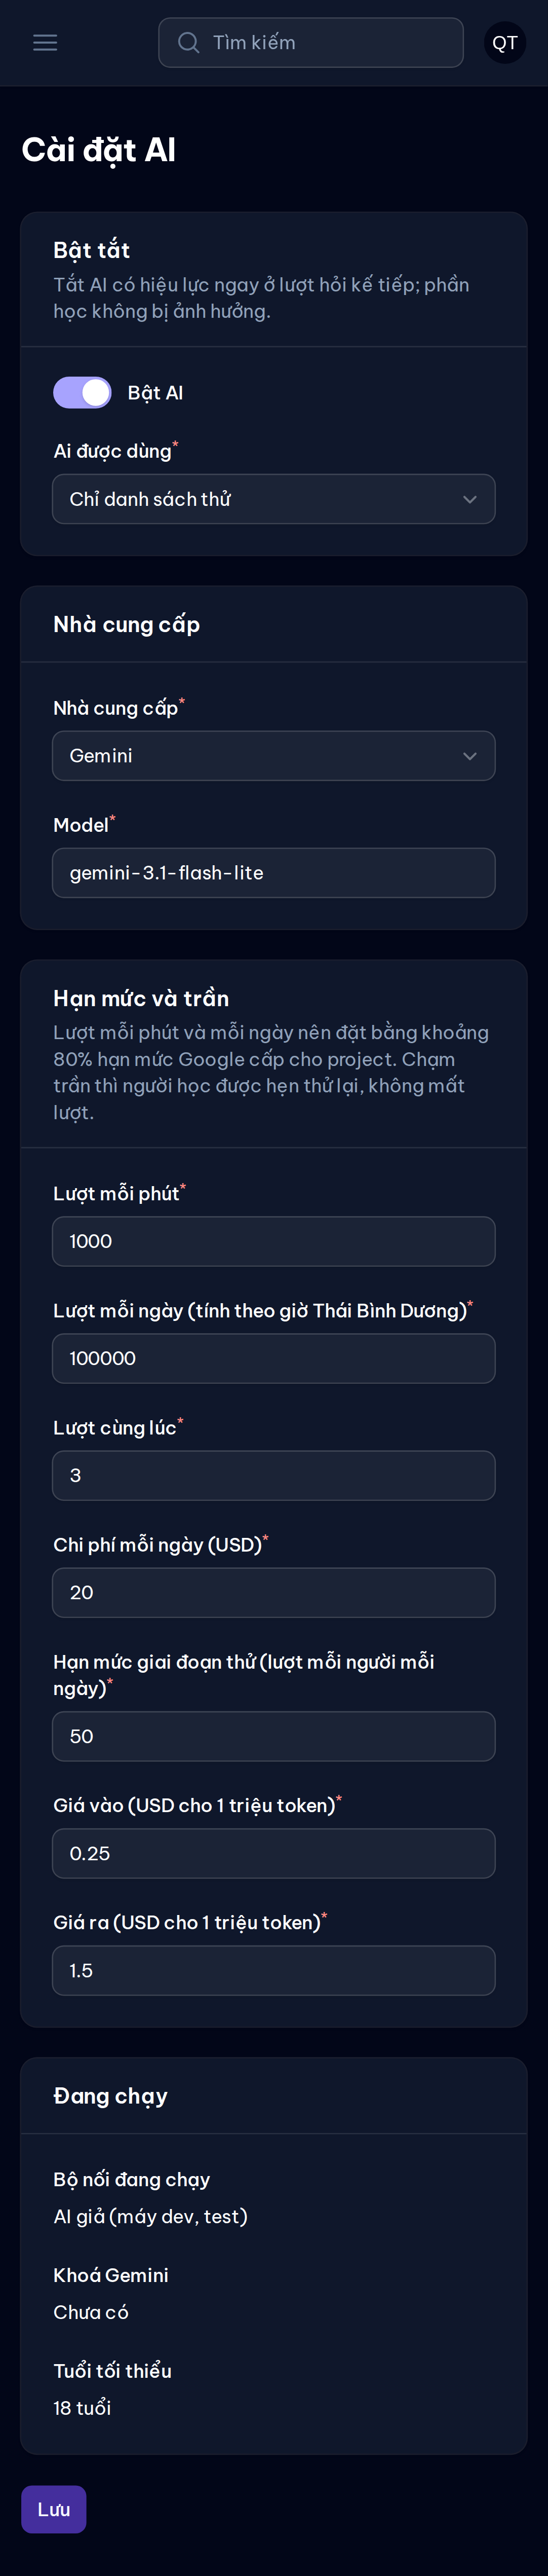 Tìm kiếm
QT
Cài đặt AI
Bật tắt
Tắt AI có hiệu lực ngay ở lượt hỏi kế tiếp; phần
học không bị ảnh hưởng.
Bật AI
Ai được dùng*
Chỉ danh sách thử
Nhà cung cấp
Nhà cung cấp*
Gemini
Model*
gemini-3.1-flash-lite
Hạn mức và trần
Lượt mỗi phút và mỗi ngày nên đặt bằng khoảng
80% hạn mức Google cấp cho project. Chạm
trần thì người học được hẹn thử lại, không mất
lượt.
Lượt mỗi phút*
1000
Lượt mỗi ngày (tính theo giờ Thái Bình Dương)*
100000
Lượt cùng lúc*
3
Chi phí mỗi ngày (USD)*
20
Hạn mức giai đoạn thử (lượt mỗi người mỗi
ngày)*
50
Giá vào (USD cho 1 triệu token)*
0.25
Giá ra (USD cho 1 triệu token)*
1.5
Đang chạy
Bộ nối đang chạy
AI giả (máy dev, test)
Khoá Gemini
Chưa có
Tuổi tối thiểu
18 tuổi
Lưu